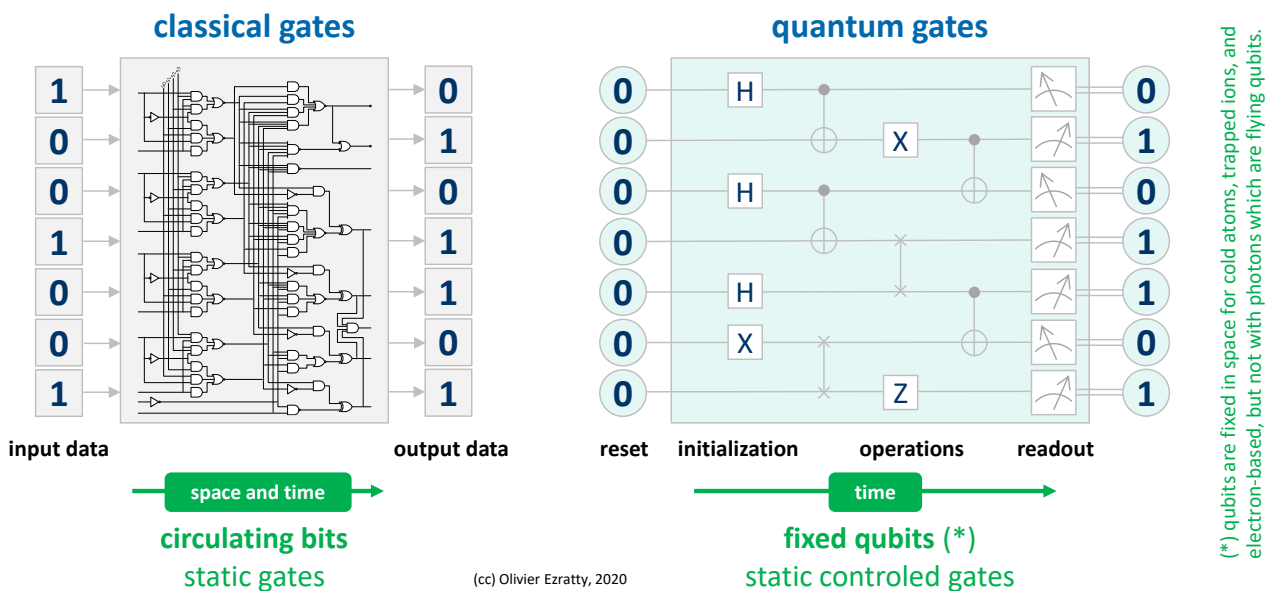 classical gates
1
0
0
1
0
0
1
0
1
0
1
1
0
1
input data
output data
space and time
circulating bits
static gates
(cc) Olivier Ezratty, 2020
quantum gates
0 H 0
0 X 1
0 H 0
0 1
0 H 1
0 X 0
0 Z 1
reset initialization operations readout
time
fixed qubits (*)
static controled gates
(*) qubits are fixed in space for cold atoms, trapped ions, and
electron-based, but not with photons which are flying qubits.